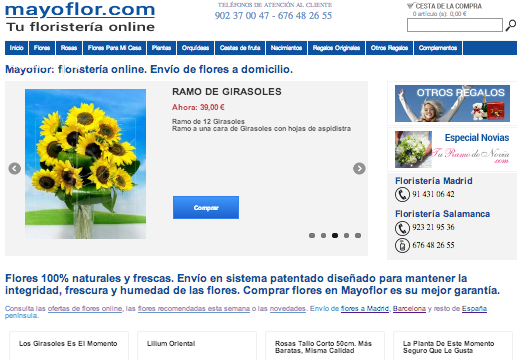 mayoflor.com
Tu floristería online
TELÉFONOS DE ATENCIÓN AL CLIENTE
902 37 00 47 - 676 48 26 55
CESTA DE LA COMPRA
0 artículo (s): 0,00 €
Inicio Flores Rosas Flores Para Mi Casa Plantas Orquídeas Cestas de fruta Nacimientos Regalos Originales Otros Regalos Complementos
Mayoflor: floristería online. Envío de flores a domicilio.
RAMO DE GIRASOLES
Ahora: 39,00 €
Ramo de 12 Girasoles
Ramo a una cara de Girasoles con hojas de aspidistra
Comprar
OTROS REGALOS
Especial Novias
Tu Ramo de Novia
.com
Floristería Madrid
91 431 06 42
Floristería Salamanca
923 21 95 36
676 48 26 55
Flores 100% naturales y frescas. Envío en sistema patentado diseñado para mantener la
integridad, frescura y humedad de las flores. Comprar flores en Mayoflor es su mejor garantía.
Consulta las ofertas de flores online, las flores recomendadas esta semana o las novedades. Envío de flores a Madrid, Barcelona y resto de España
península.
Los Girasoles Es El Momento
Lilium Oriental
Rosas Tallo Corto 50cm. Más
Baratas, Misma Calidad
La Planta De Este Momento
Seguro Que Le Gusta